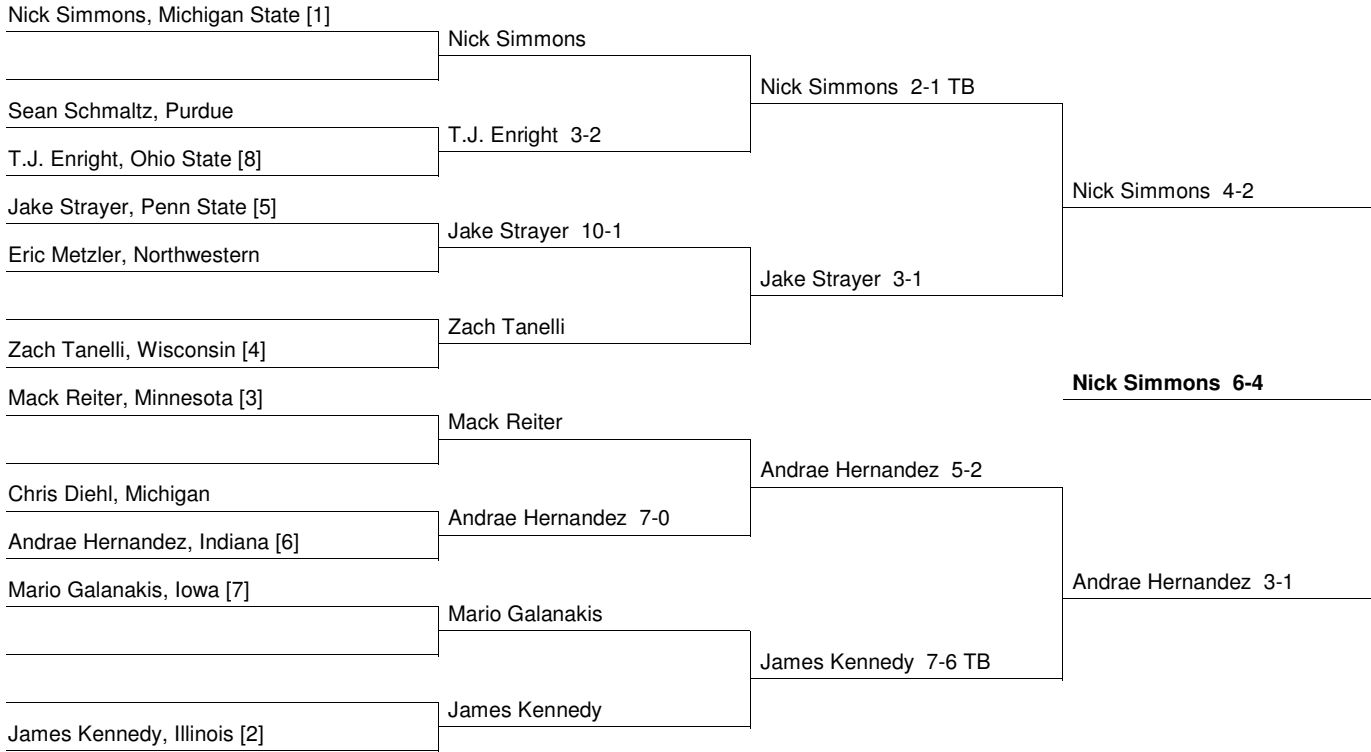 Nick Simmons, Michigan State [1]
Nick Simmons
Nick Simmons 2-1 TB
Sean Schmaltz, Purdue
T.J. Enright 3-2
T.J. Enright, Ohio State [8]
Nick Simmons 4-2
Jake Strayer, Penn State [5]
Jake Strayer 10-1
Eric Metzler, Northwestern
Jake Strayer 3-1
Zach Tanelli
Zach Tanelli, Wisconsin [4]
Nick Simmons 6-4
Mack Reiter, Minnesota [3]
Mack Reiter
Andrae Hernandez 5-2
Chris Diehl, Michigan
Andrae Hernandez 7-0
Andrae Hernandez, Indiana [6]
Andrae Hernandez 3-1
Mario Galanakis, Iowa [7]
Mario Galanakis
James Kennedy 7-6 TB
James Kennedy
James Kennedy, Illinois [2]